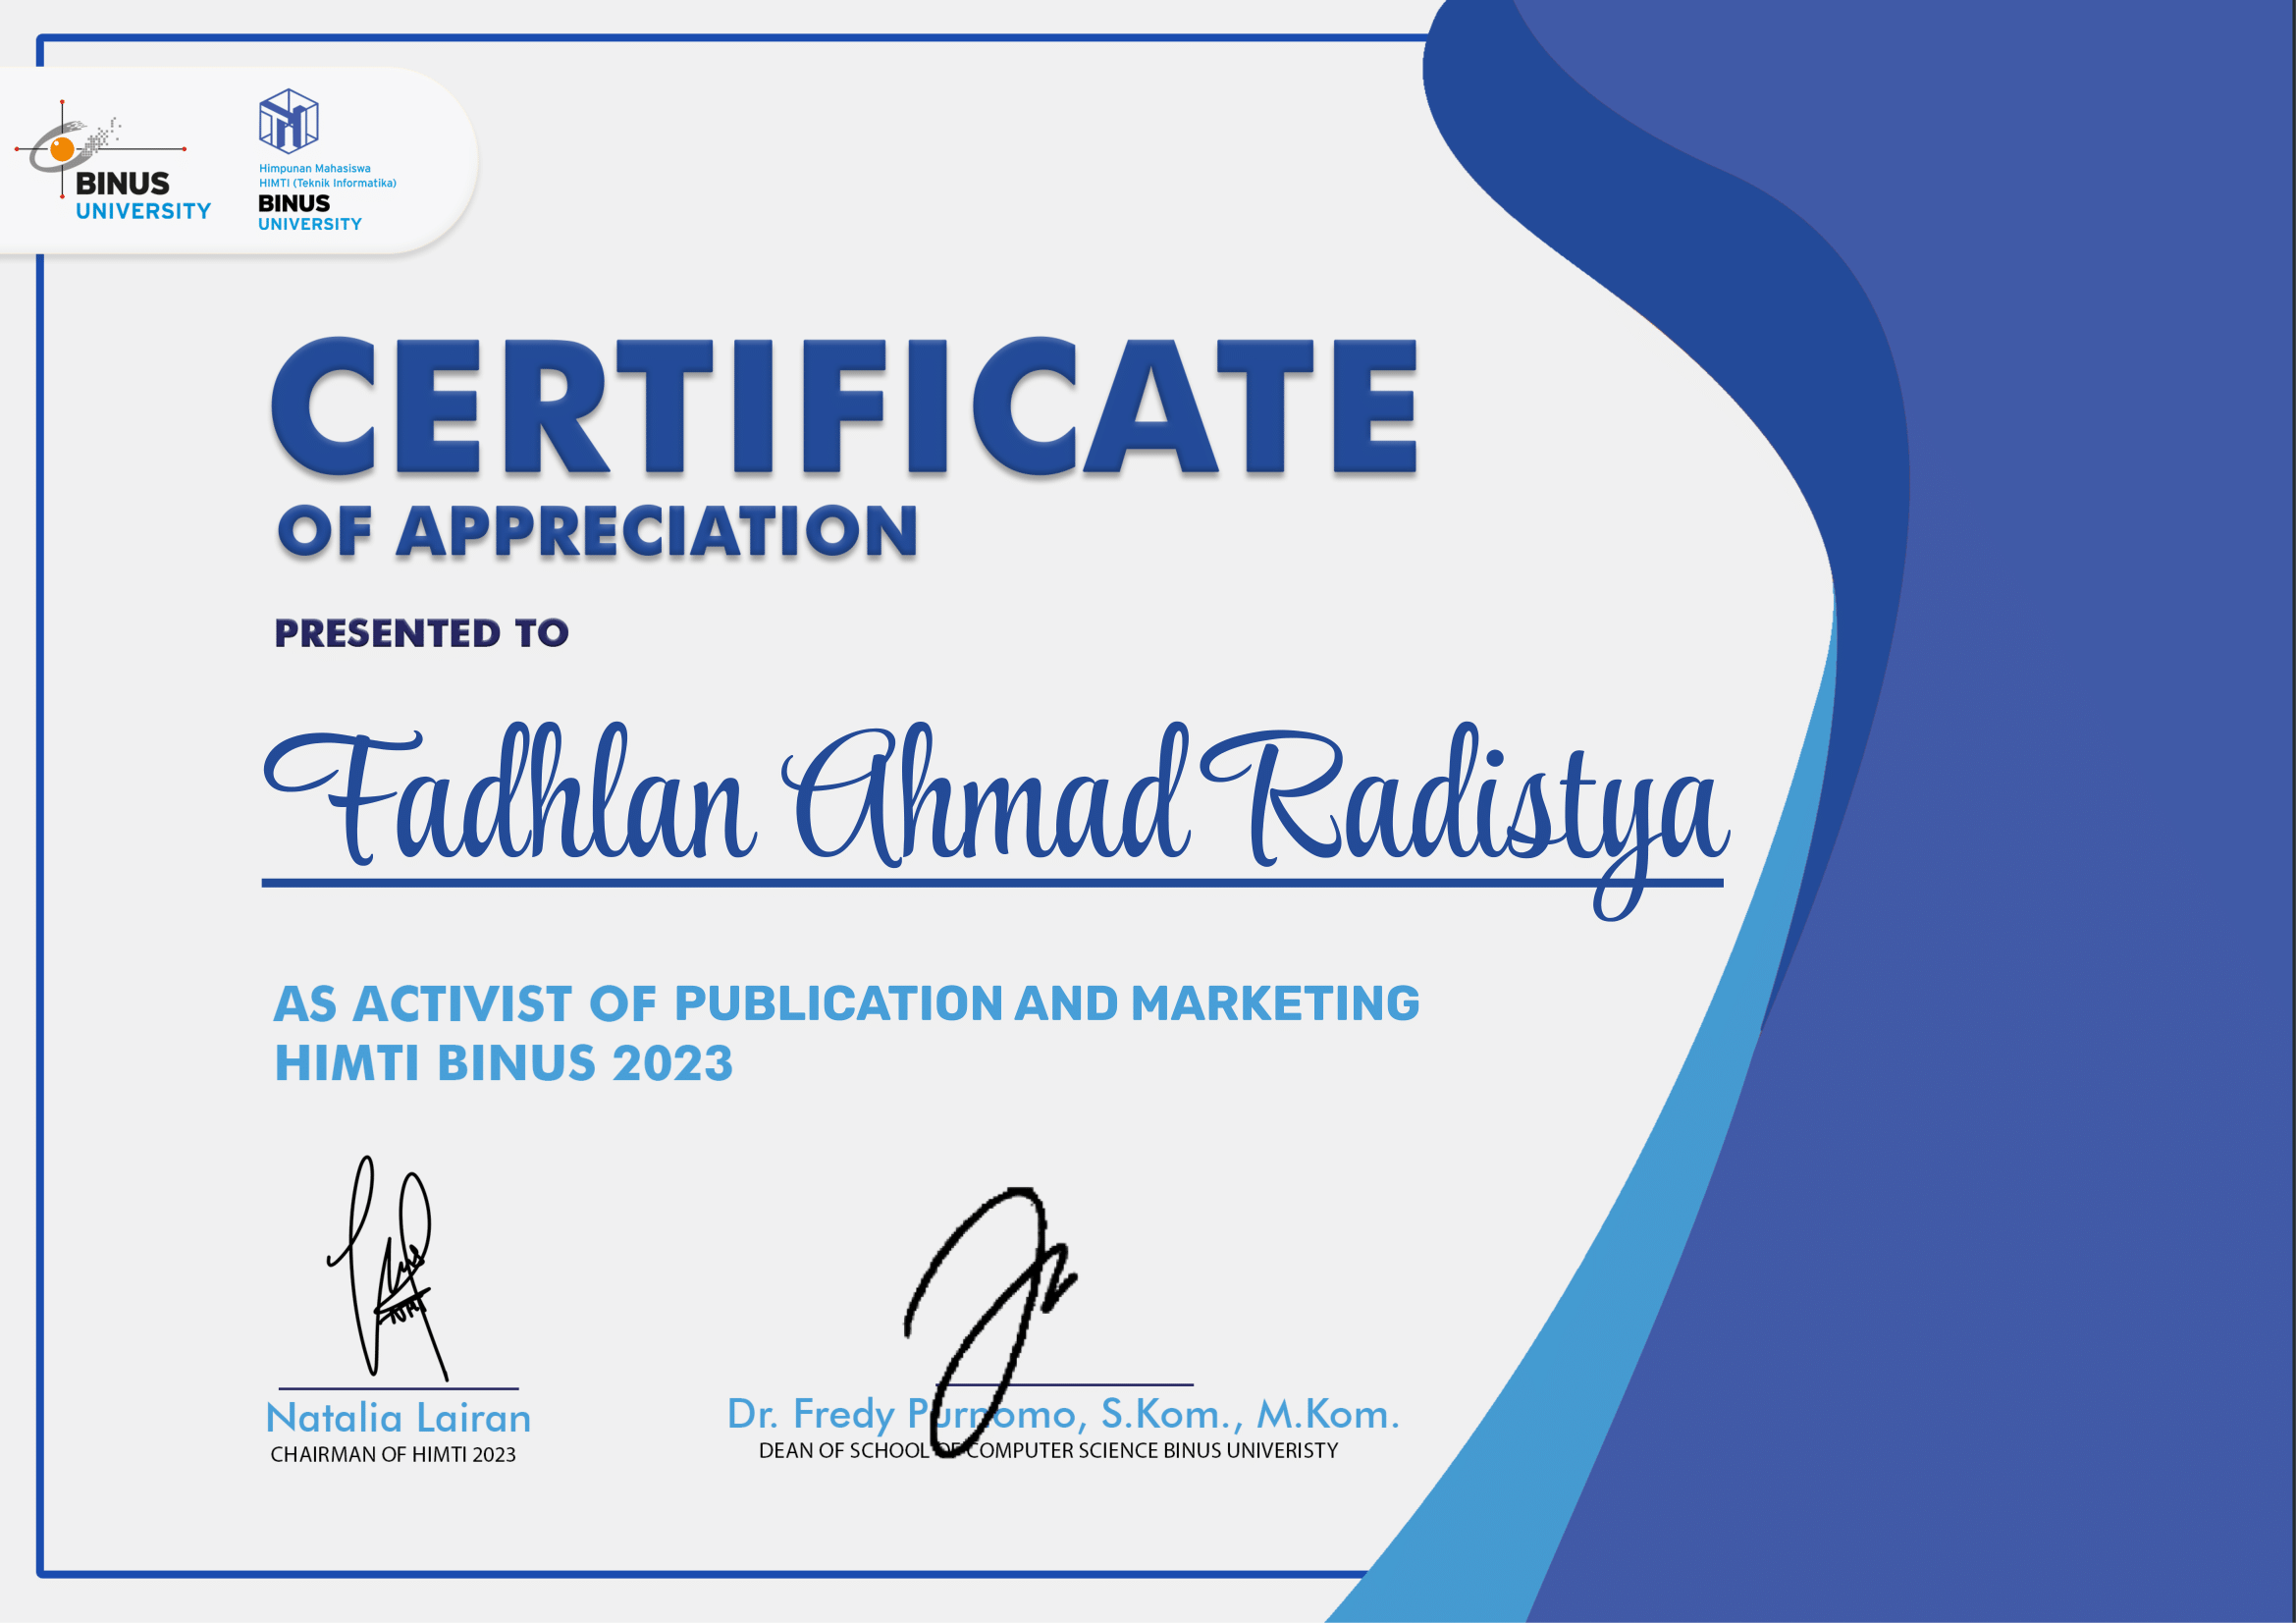 BINUS
UNIVERSITY
Himpunan Mahasiswa
HIMTI (Teknik Informatika)
BINUS
UNIVERSITY
CERTIFICATE
OF APPRECIATION
PRESENTED TO
Fadhlan Ahmad Radistya
AS ACTIVIST OF PUBLICATION AND MARKETING
HIMTI BINUS 2023
Natalia Lairan
CHAIRMAN OF HIMTI 2023
Dr. Fredy Purnomo, S.Kom., M.Kom.
DEAN OF SCHOOL OF COMPUTER SCIENCE BINUS UNIVERISTY